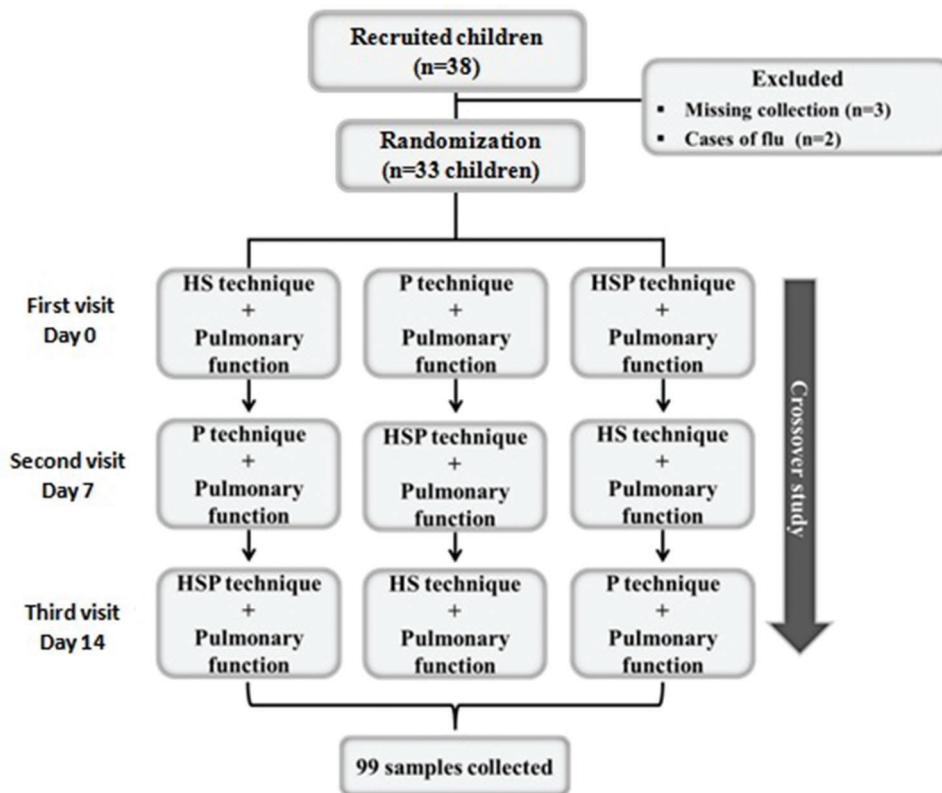 Recruited children
(n=38)
Excluded
▪ Missing collection (n=3)
▪ Cases of flu (n=2)
Randomization
(n=33 children)
First visit
Day 0
HS technique
+
Pulmonary
function
P technique
+
Pulmonary
function
HSP technique
+
Pulmonary
function
Second visit
Day 7
P technique
+
Pulmonary
function
HSP technique
+
Pulmonary
function
HS technique
+
Pulmonary
function
Third visit
Day 14
HSP technique
+
Pulmonary
function
HS technique
+
Pulmonary
function
P technique
+
Pulmonary
function
Crossover study
99 samples collected